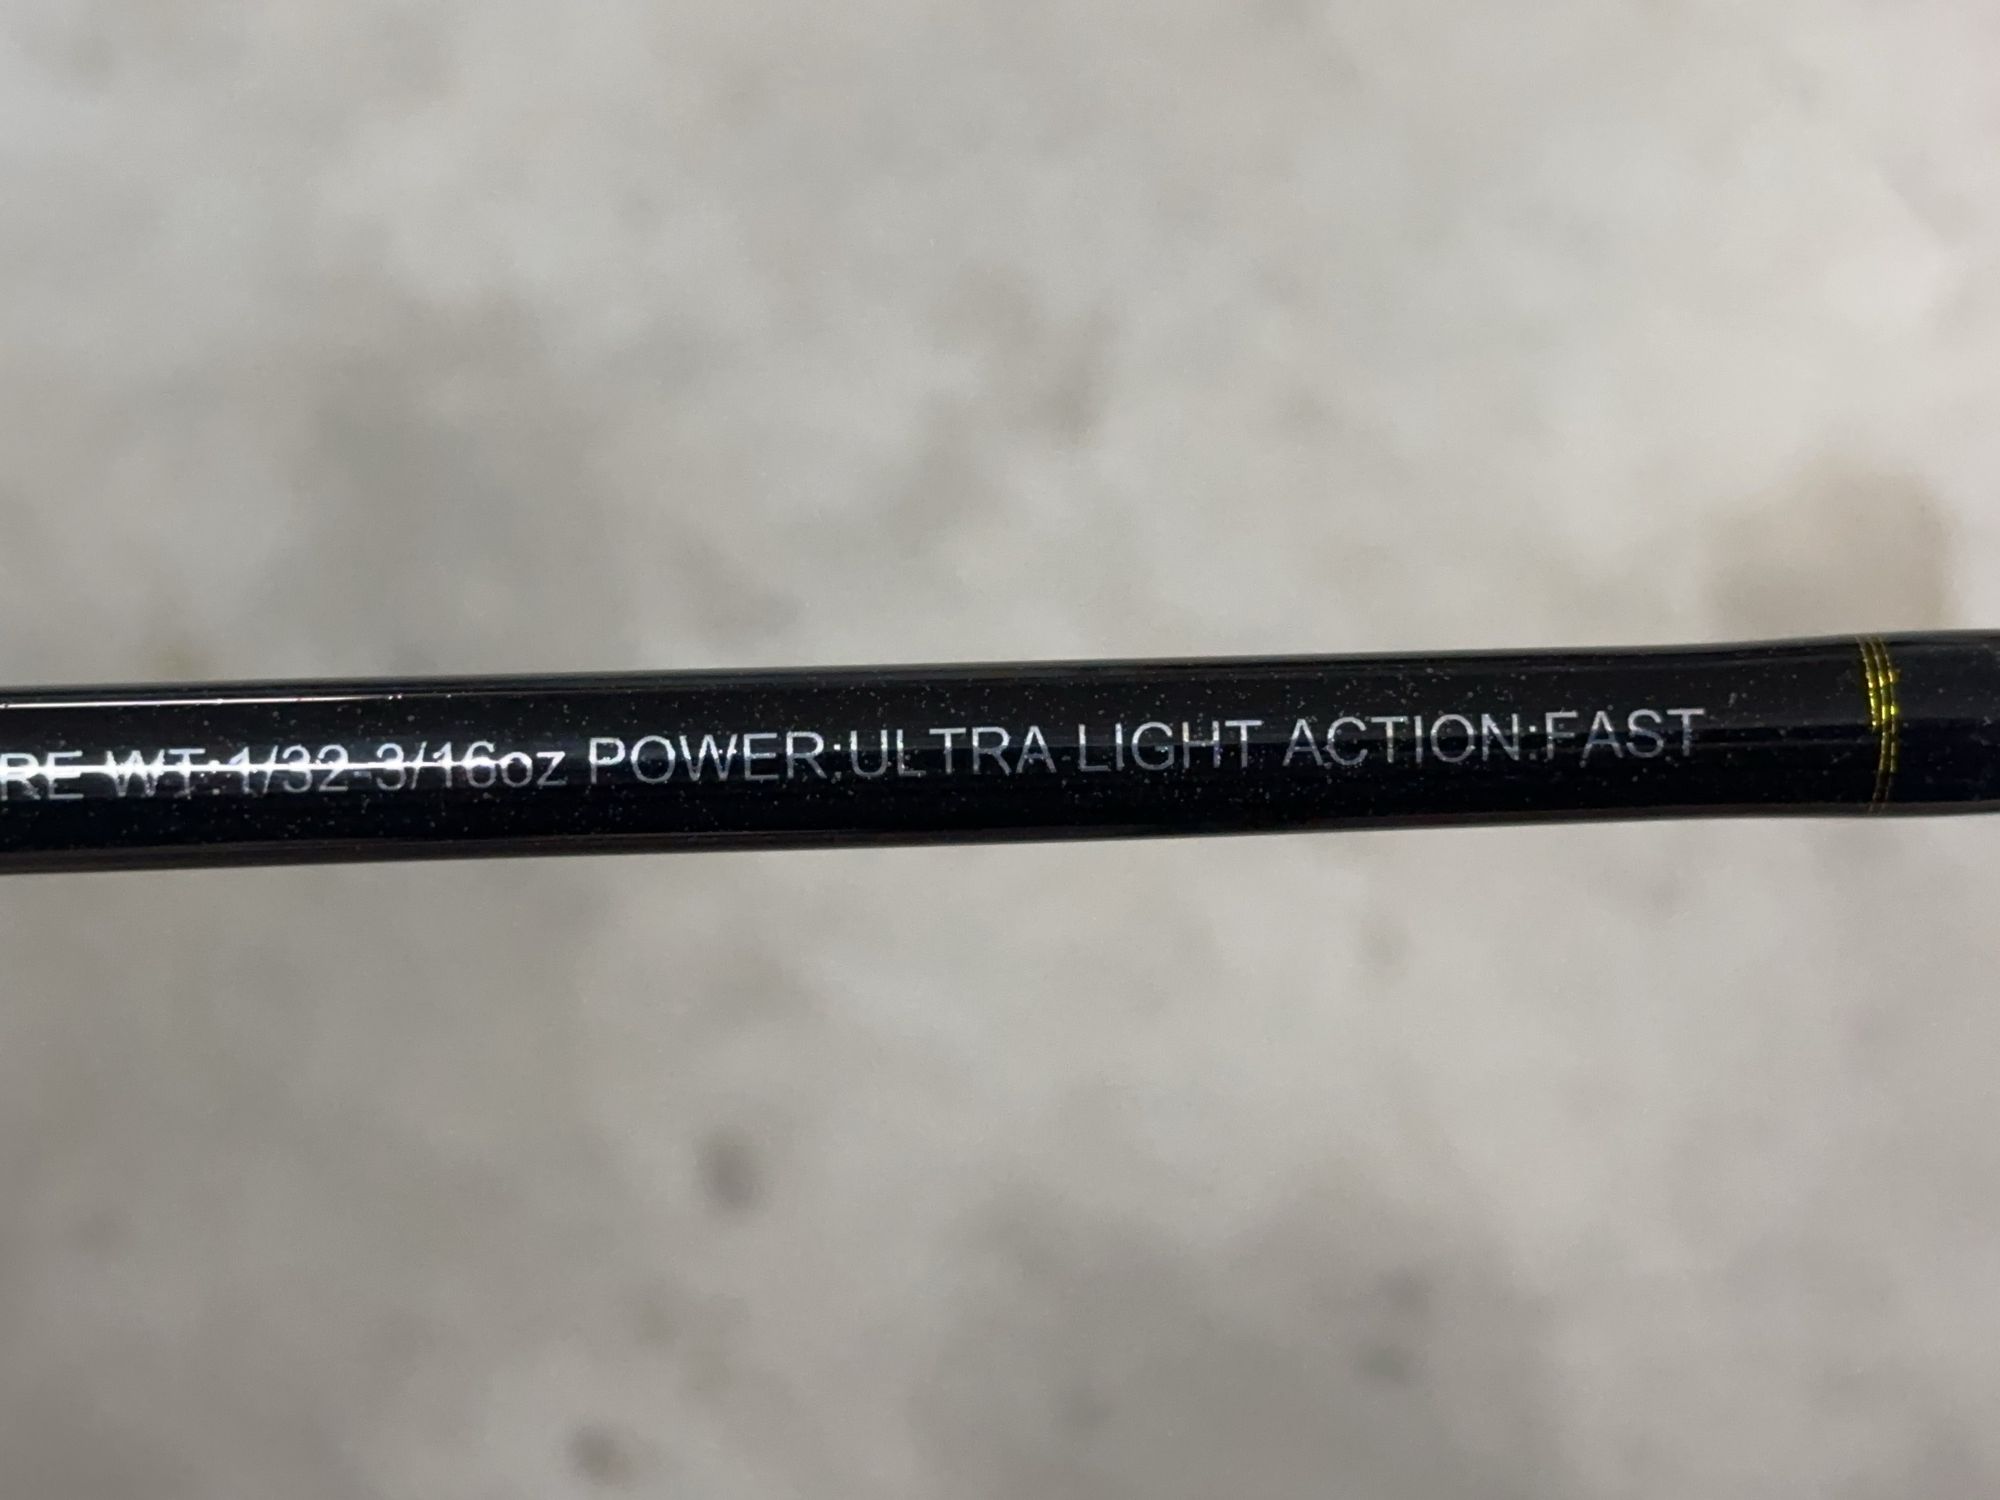 RE WT:1/32-3/16oz POWER:ULTRA LIGHT ACTION:FAST